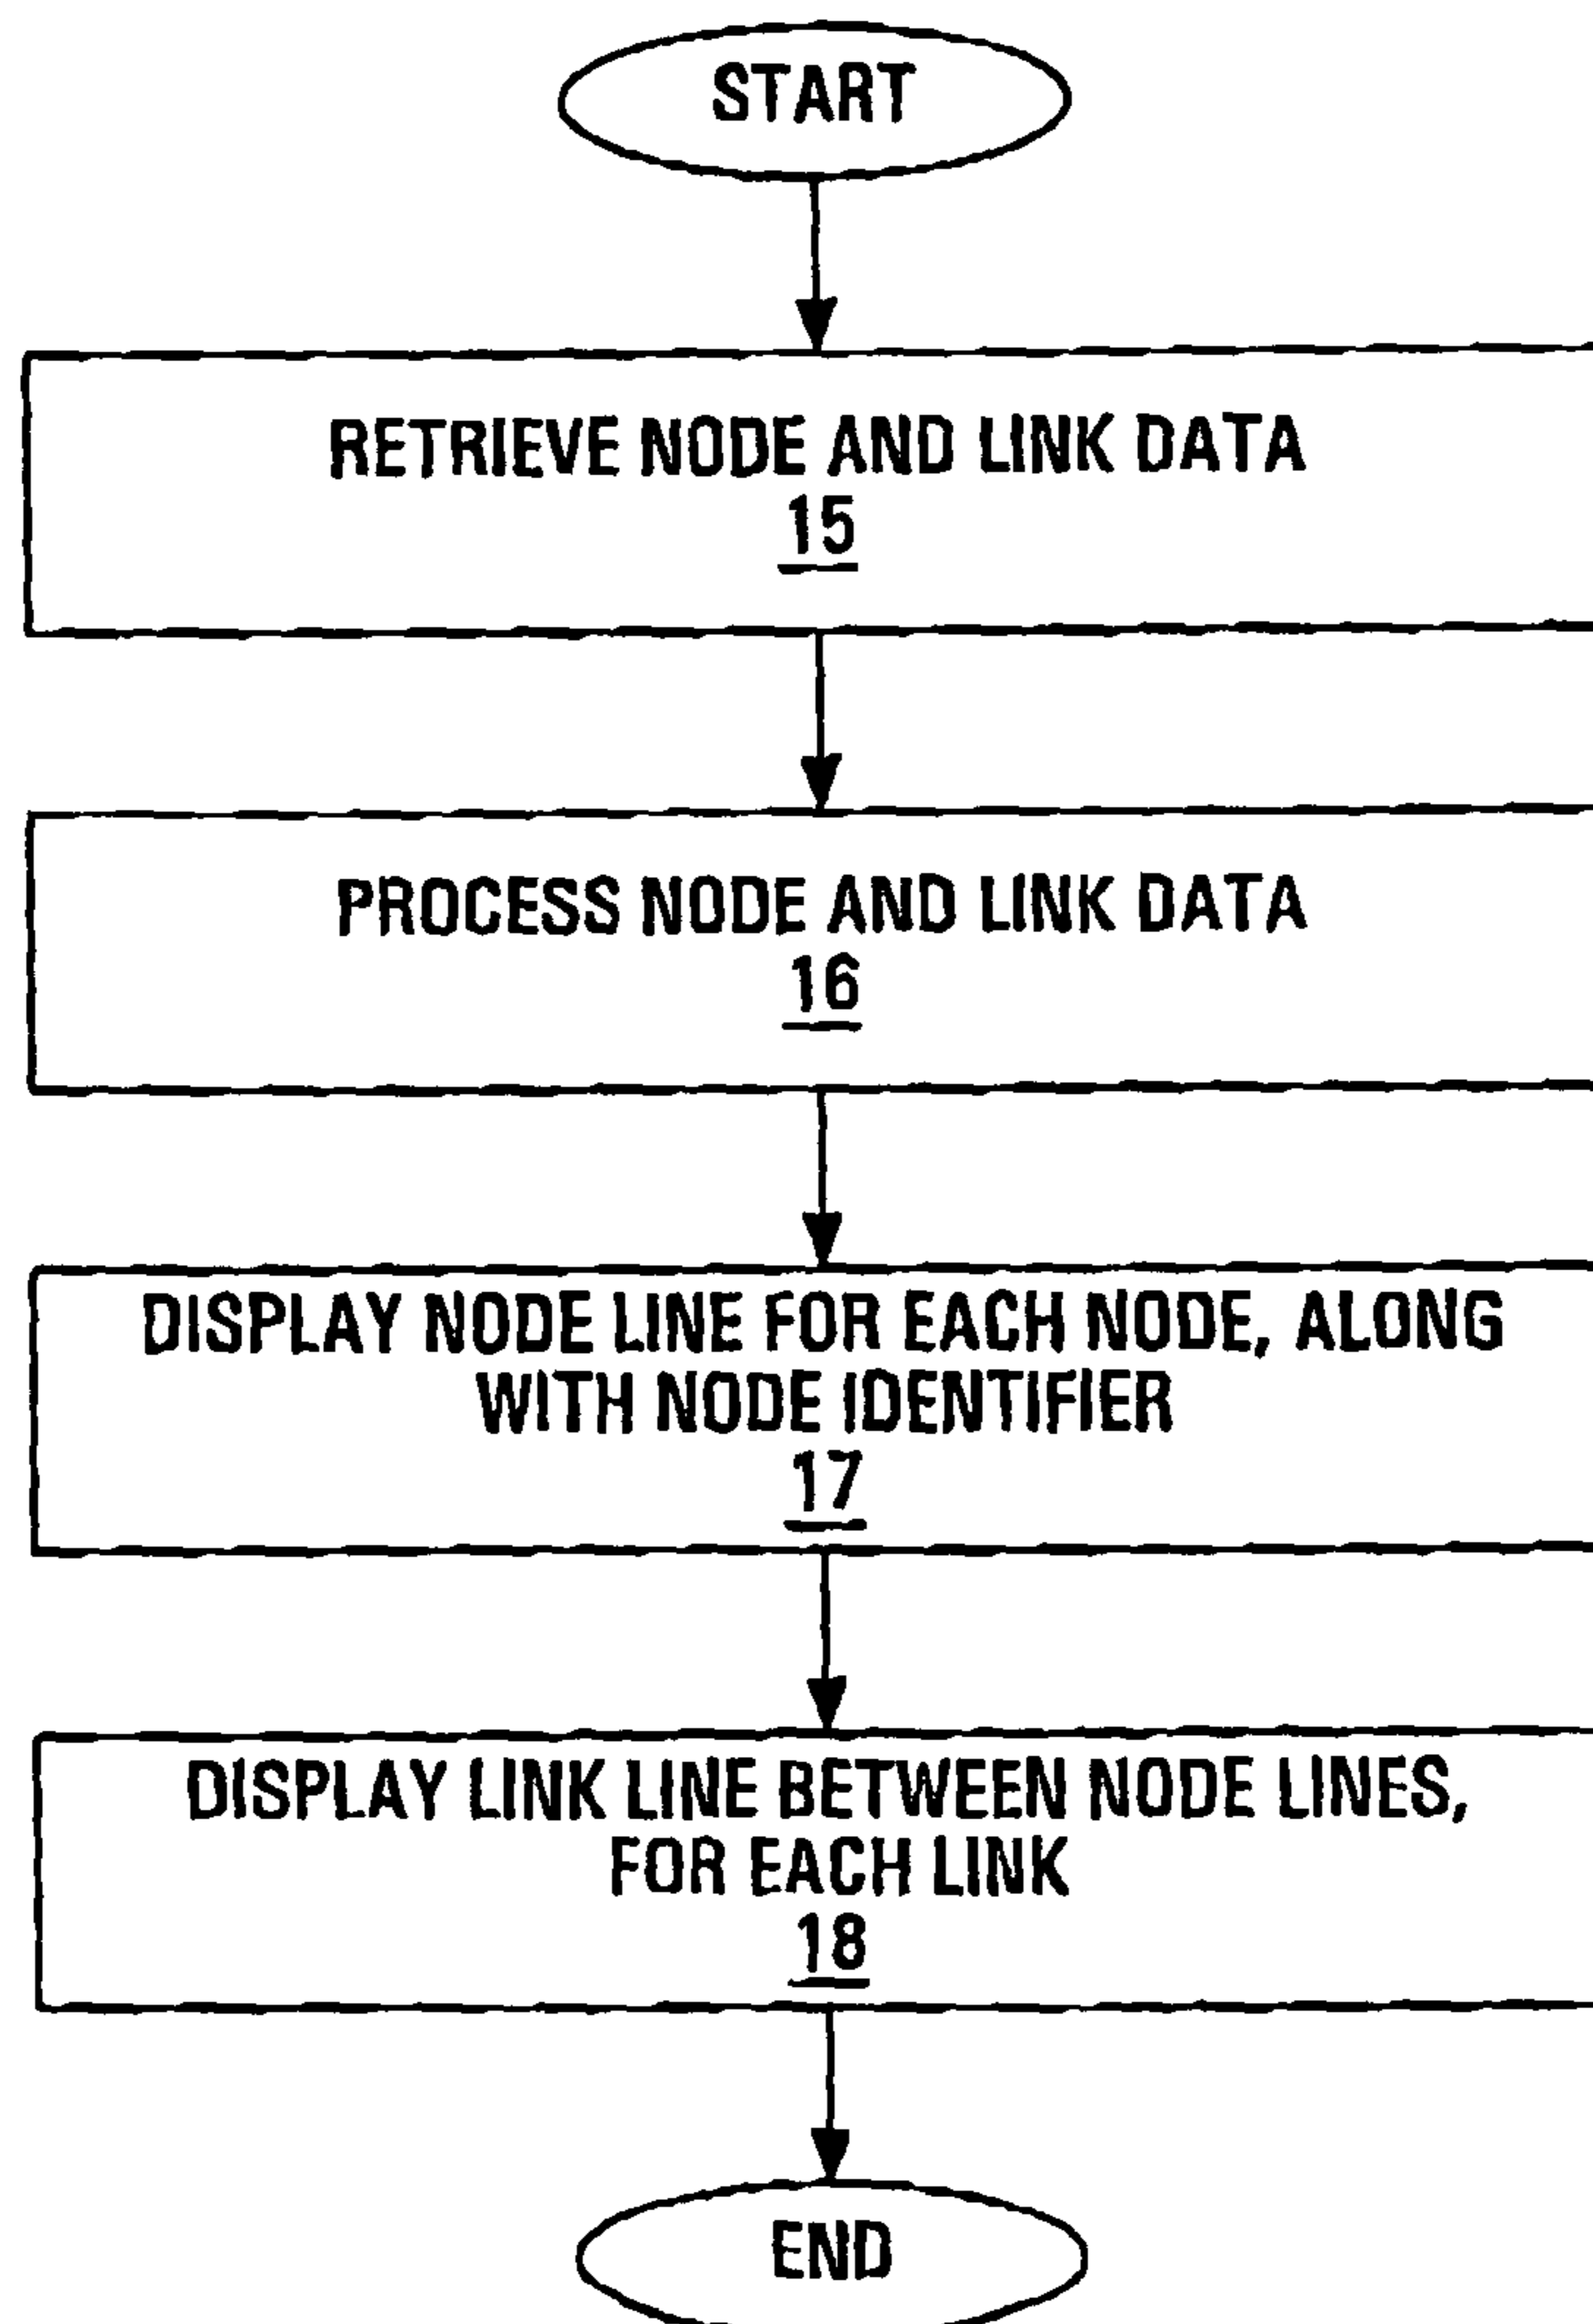 START
RETRIEVE NODE AND LINK DATA
15
PROCESS NODE AND LINK DATA
16
DISPLAY NODE LINE FOR EACH NODE, ALONG
WITH NODE IDENTIFIER
17
DISPLAY LINK LINE BETWEEN NODE LINES,
FOR EACH LINK
18
END